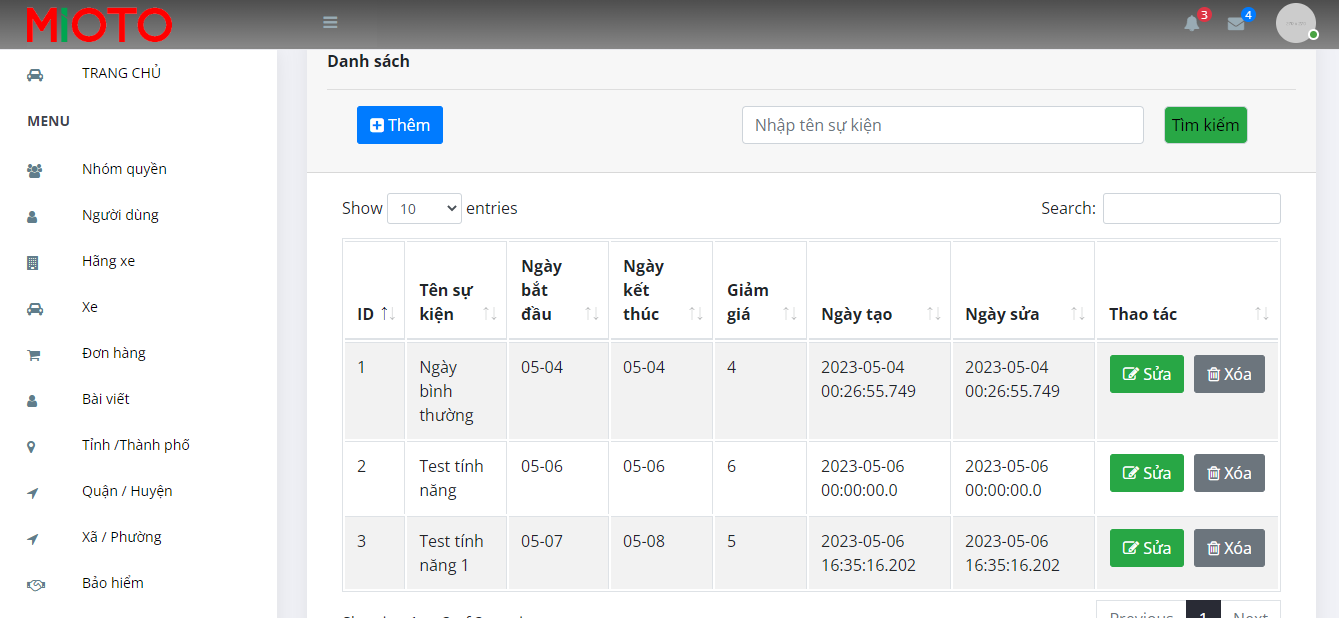 MIOTO
3
4
TRANG CHỦ
MENU
Nhóm quyền
Người dùng
Hãng xe
Xe
Đơn hàng
Bài viết
Tỉnh /Thành phố
Quận / Huyện
Xã / Phường
Bảo hiểm
Danh sách
Thêm
Nhập tên sự kiện
Tìm kiếm
Show 10 entries
Search:
ID
Tên sự
kiện
Ngày
bắt
đầu
Ngày
kết
thúc
Giảm
giá
Ngày tạo
Ngày sửa
Thao tác
1
Ngày
bình
thường
05-04
05-04
4
2023-05-04
00:26:55.749
2023-05-04
00:26:55.749
Sửa
Xóa
2
Test tính
năng
05-06
05-06
6
2023-05-06
00:00:00.0
2023-05-06
00:00:00.0
Sửa
Xóa
3
Test tính
năng 1
05-07
05-08
5
2023-05-06
16:35:16.202
2023-05-06
16:35:16.202
Sửa
Xóa
Previous
1
Next